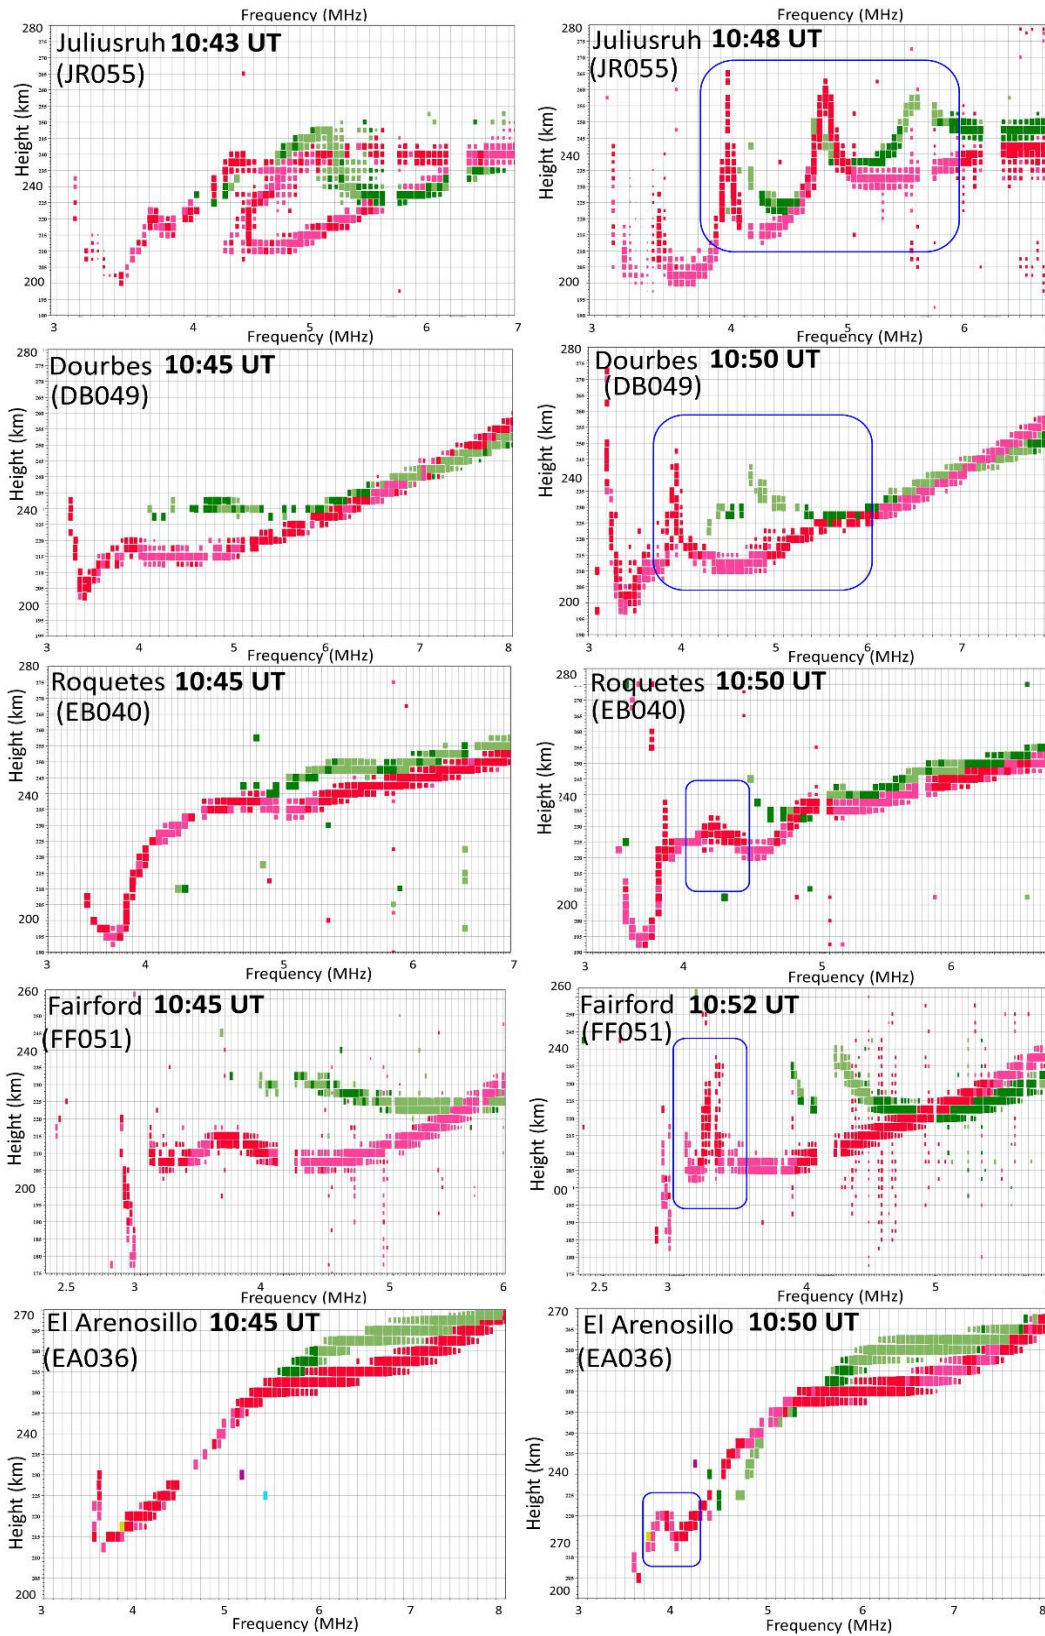 Frequency (MHz)
Frequency (MHz)
280
Juliusruh 10:43 UT
(JR055)
Height (km)
240
200
3 4 5 6 7
Frequency (MHz)
280
Juliusruh 10:48 UT
(JR055)
Height (km)
240
200
3 4 5 6
Frequency (MHz)
280
Dourbes 10:45 UT
(DB049)
Height (km)
240
200
3 4 5 6 7 8
Frequency (MHz)
280
Dourbes 10:50 UT
(DB049)
Height (km)
240
200
3 4 5 6 7
Frequency (MHz)
280
Roquetes 10:45 UT
(EB040)
Height (km)
240
200
3 4 5 6 7
Frequency (MHz)
280
Roquetes 10:50 UT
(EB040)
Height (km)
240
200
3 4 5 6
Frequency (MHz)
260
Fairford 10:45 UT
(FF051)
240
Height (km)
200
2.5 3 4 5 6
Frequency (MHz)
260
Fairford 10:52 UT
(FF051)
240
Height (km)
00
2.5 3 4 5
Frequency (MHz)
270
El Arenosillo 10:45 UT
(EA036)
Height (km)
240
200
3 4 5 6 7 8
Frequency (MHz)
270
El Arenosillo 10:50 UT
(EA036)
Height (km)
240
270
200
3 4 5 6 7 8
Frequency (MHz)